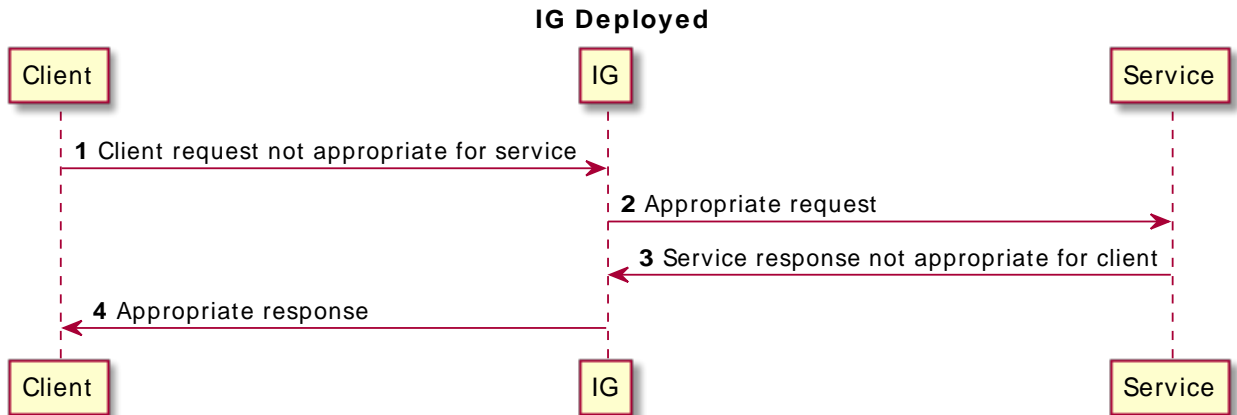 IG Deployed
Client
IG
Service
1 Client request not appropriate for service
2 Appropriate request
3 Service response not appropriate for client
4 Appropriate response
Client
IG
Service